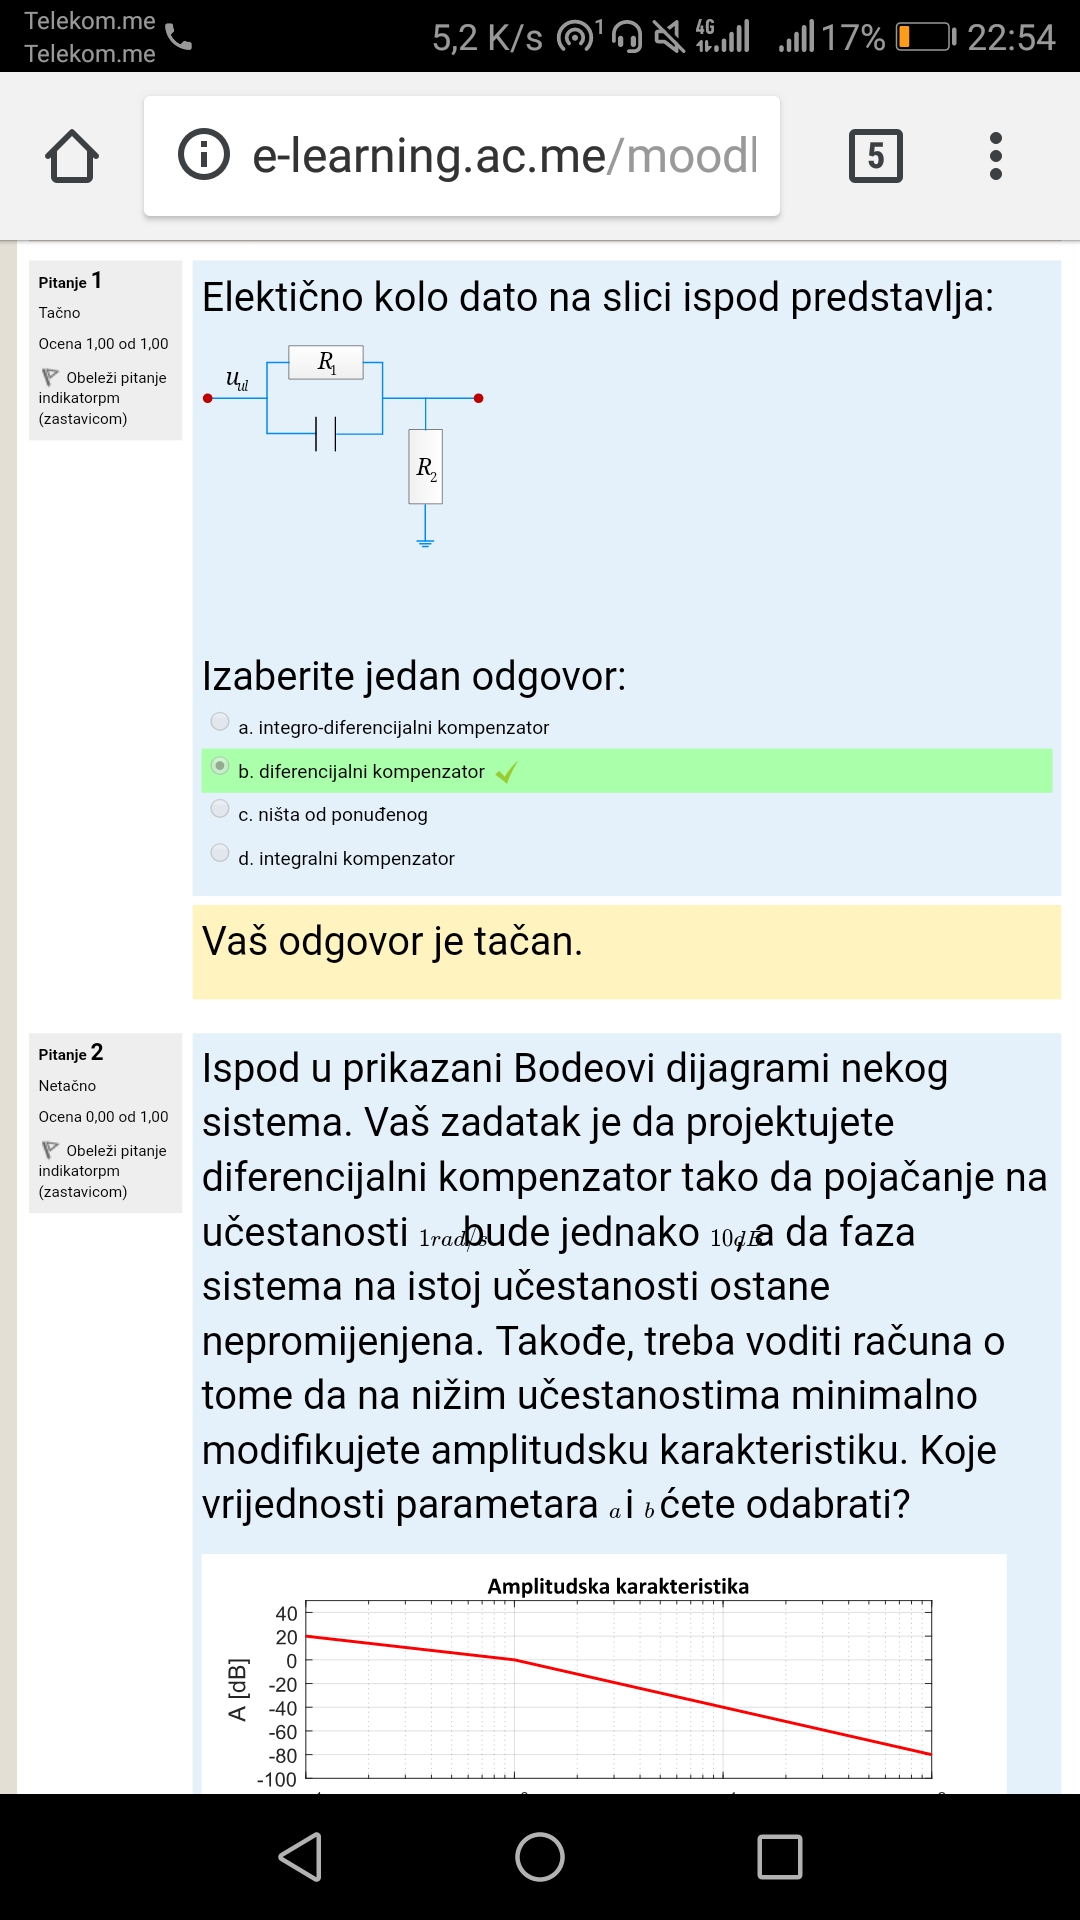 Telekom.me
Telekom.me
5,2 K/s 1 4G 17% 22:54
e-learning.ac.me/moodl
5
Pitanje 1
Tačno
Ocena 1,00 od 1,00
Obeleži pitanje
indikatorpm
(zastavicom)
Elektično kolo dato na slici ispod predstavlja:
u_ul
R_1
R_2
Izaberite jedan odgovor:
a. integro-diferencijalni kompenzator
b. diferencijalni kompenzator
c. ništa od ponuđenog
d. integralni kompenzator
Vaš odgovor je tačan.
Pitanje 2
Netačno
Ocena 0,00 od 1,00
Obeleži pitanje
indikatorpm
(zastavicom)
Ispod u prikazani Bodeovi dijagrami nekog
sistema. Vaš zadatak je da projektujete
diferencijalni kompenzator tako da pojačanje na
učestanosti 1rad/s bude jednako 10dB, a da faza
sistema na istoj učestanosti ostane
nepromijenjena. Takođe, treba voditi računa o
tome da na nižim učestanostima minimalno
modifikujete amplitudsku karakteristiku. Koje
vrijednosti parametara a i b ćete odabrati?
Amplitudska karakteristika
A [dB]
40
20
0
-20
-40
-60
-80
-100